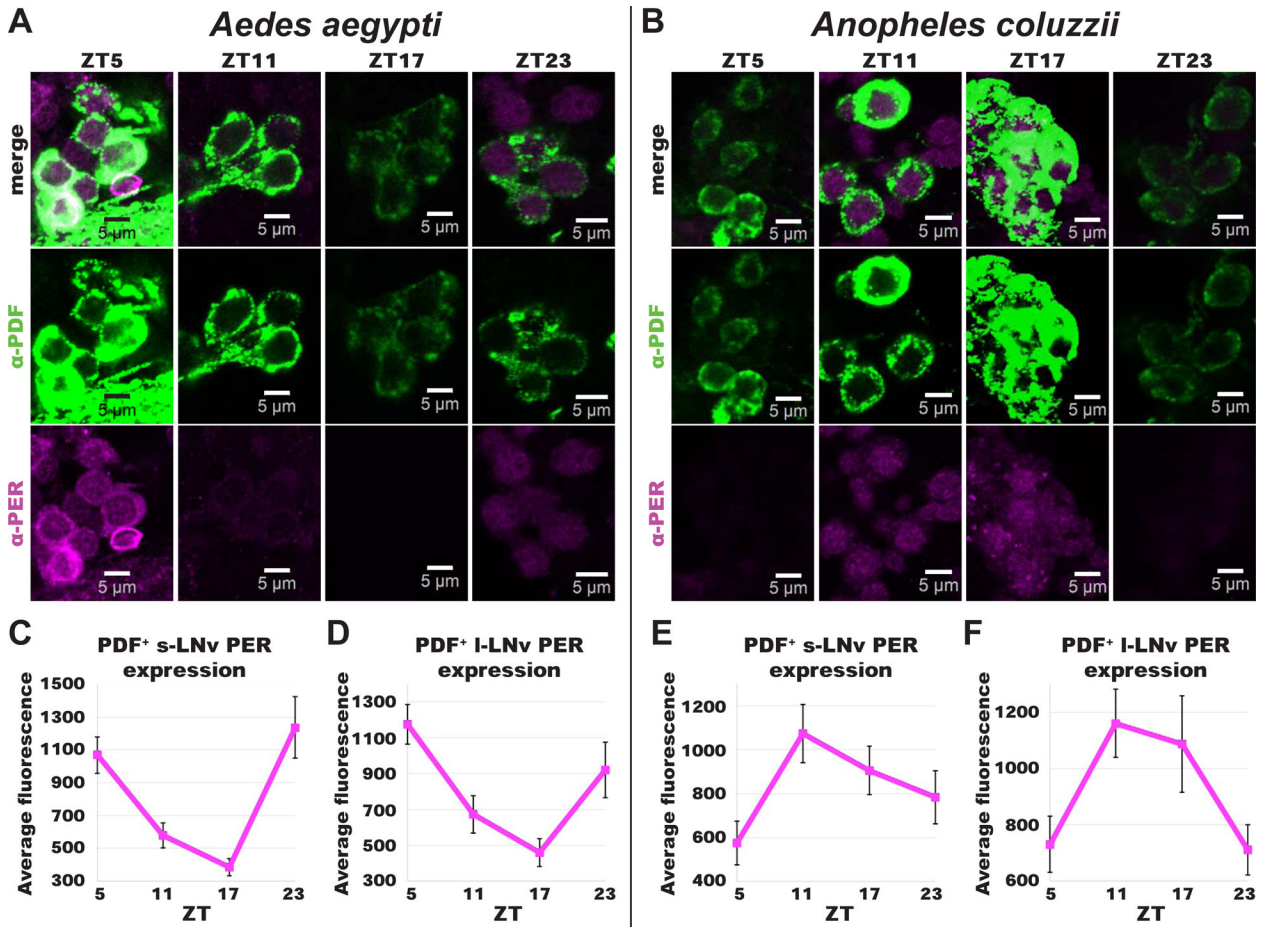 A Aedes aegypti
ZT5 ZT11 ZT17 ZT23
merge
5 µm 5 µm 5 µm 5 µm
α-PDF
5 µm 5 µm 5 µm 5 µm
α-PER
5 µm 5 µm 5 µm 5 µm
B Anopheles coluzzii
ZT5 ZT11 ZT17 ZT23
merge
5 µm 5 µm 5 µm 5 µm
α-PDF
5 µm 5 µm 5 µm 5 µm
α-PER
5 µm 5 µm 5 µm 5 µm
C
PDF⁺ s-LNv PER
expression
Average fluorescence
1500
1300
1100
900
700
500
300
5 11 17 23
ZT
D
PDF⁺ l-LNv PER
expression
Average fluorescence
1300
1100
900
700
500
300
5 11 17 23
ZT
E
PDF⁺ s-LNv PER
expression
Average fluorescence
1200
1000
800
600
400
5 11 17 23
ZT
F
PDF⁺ l-LNv PER
expression
Average fluorescence
1200
1000
800
600
5 11 17 23
ZT